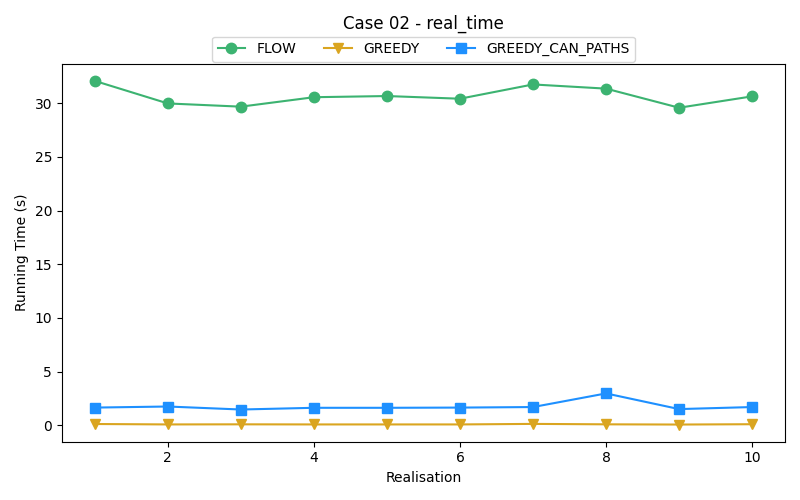 Case 02 - real_time
FLOW GREEDY GREEDY_CAN_PATHS
30
25
20
15
10
5
0
Running Time (s)
2 4 6 8 10
Realisation